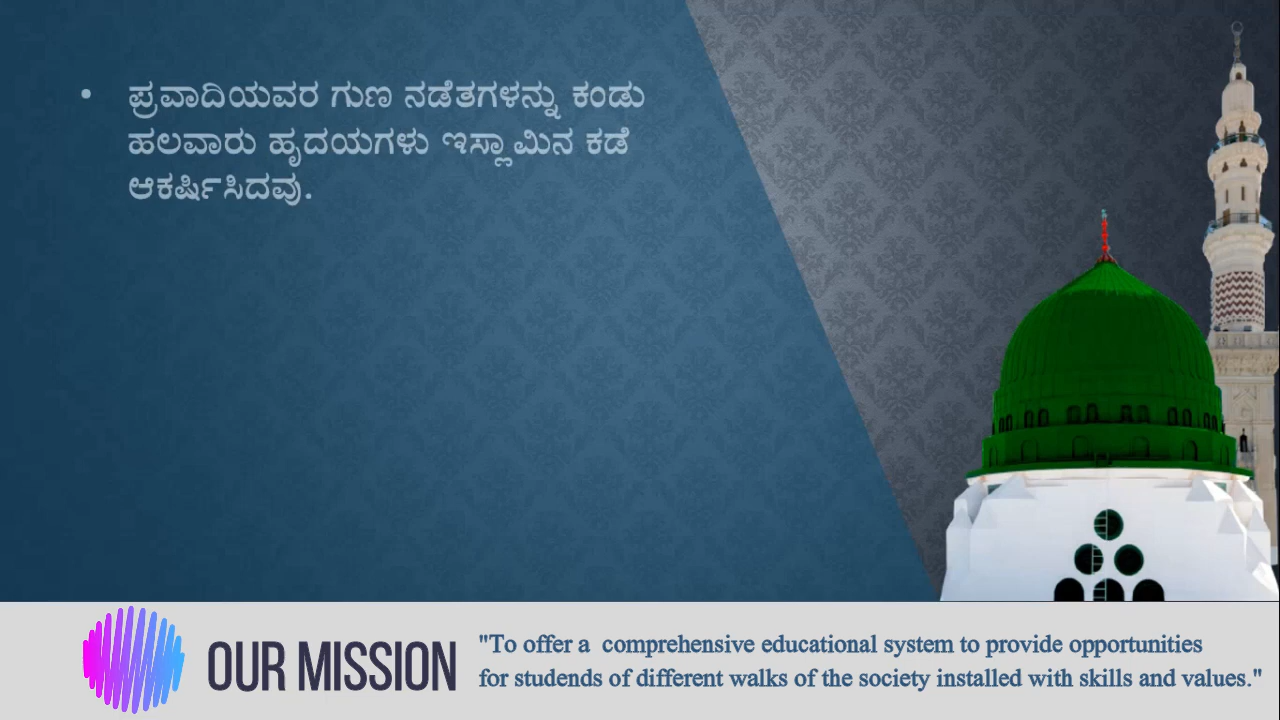 • ಪ್ರವಾದಿಯವರ ಗುಣ ನಡೆತಗಳನ್ನು ಕಂಡು
ಹಲವಾರು ಹೃದಯಗಳು ಇಸ್ಲಾಮಿನ ಕಡೆ
ಆಕರ್ಷಿಸಿದವು.
OUR MISSION
"To offer a comprehensive educational system to provide opportunities
for studends of different walks of the society installed with skills and values."